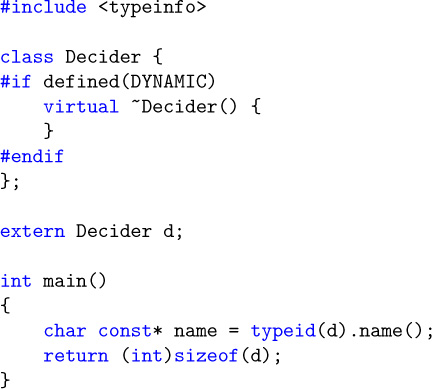 #include <typeinfo>

class Decider {
#if defined(DYNAMIC)
    virtual ~Decider() {
    }
#endif
};

extern Decider d;

int main()
{
    char const* name = typeid(d).name();
    return (int)sizeof(d);
}